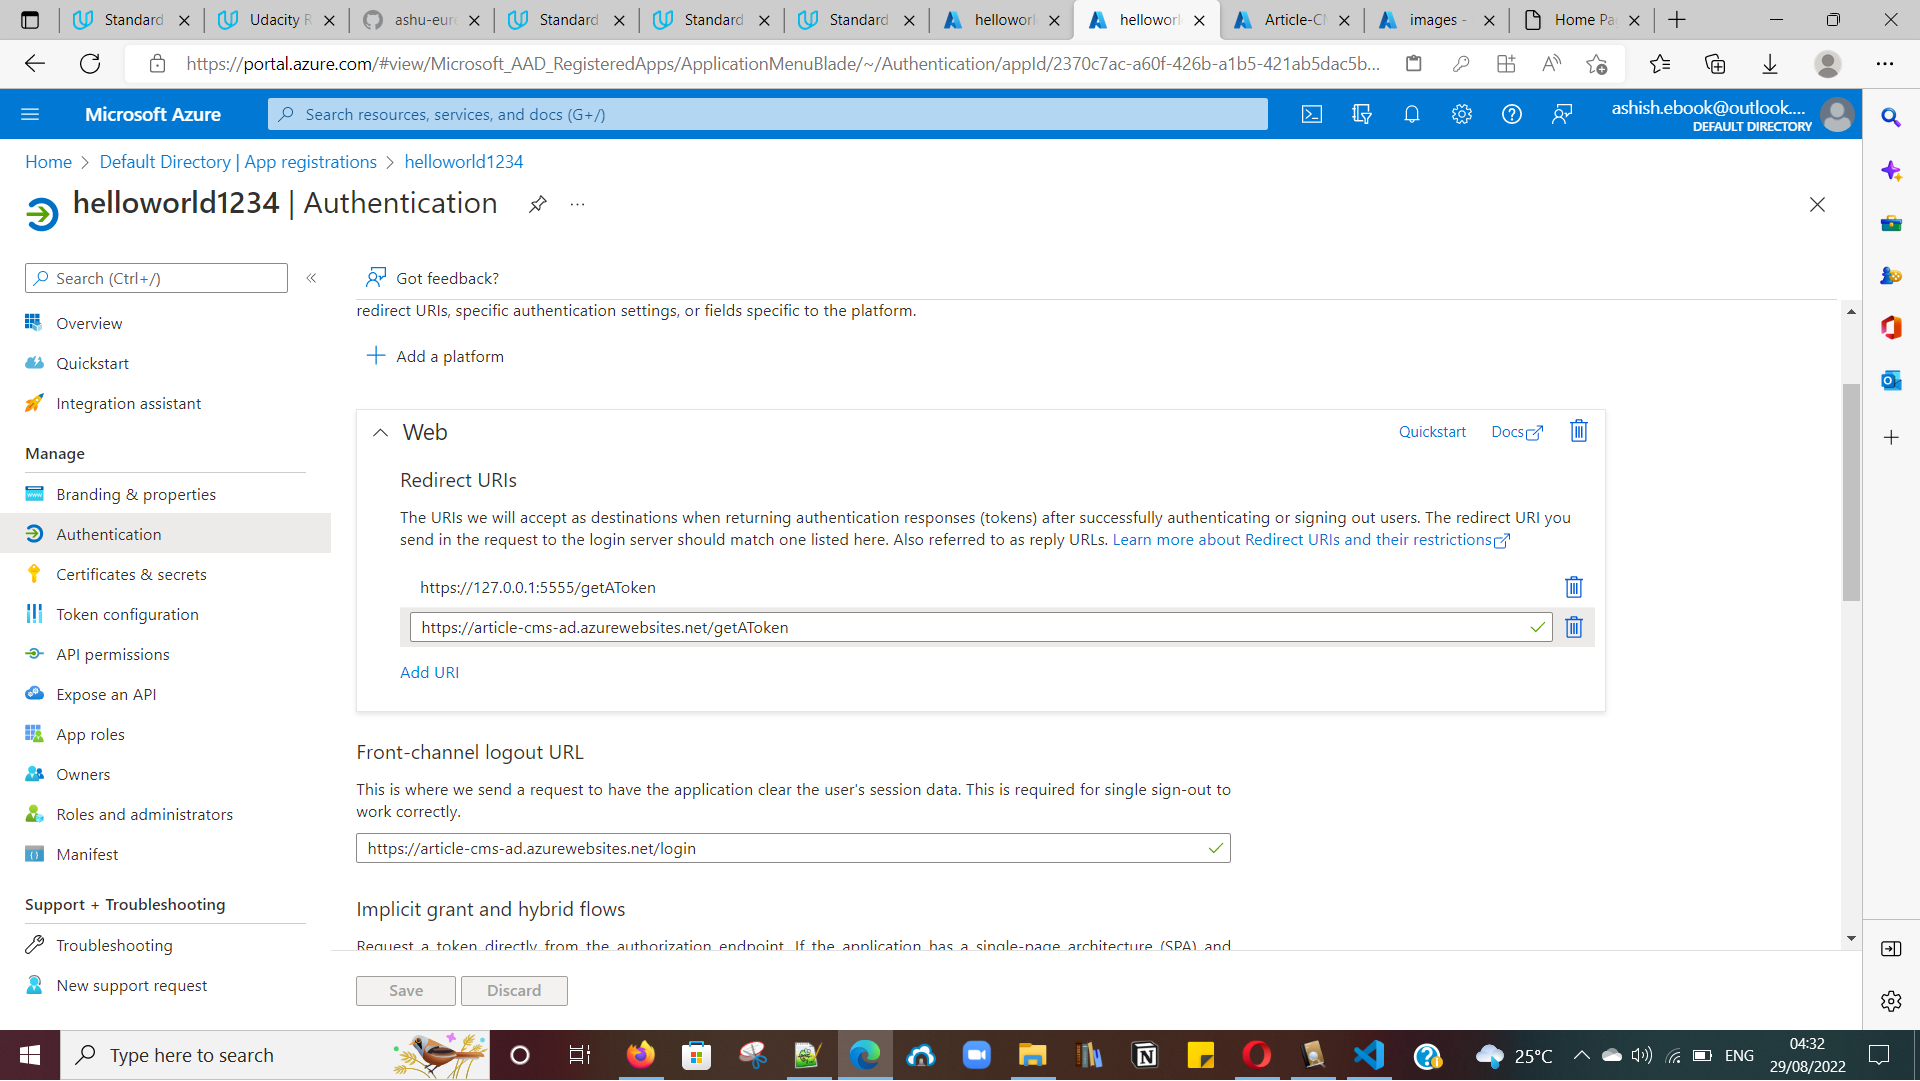 Standard
Udacity R
ashu-eure
Standard
Standard
Standard
helloworl
helloworl
Article-CM
images -
Home Pag
https://portal.azure.com/#view/Microsoft_AAD_RegisteredApps/ApplicationMenuBlade/~/Authentication/appId/2370c7ac-a60f-426b-a1b5-421ab5dac5b...
Microsoft Azure
Search resources, services, and docs (G+/)
ashish.ebook@outlook....
DEFAULT DIRECTORY
Home > Default Directory | App registrations > helloworld1234
helloworld1234 | Authentication
Search (Ctrl+/)
Overview
Quickstart
Integration assistant
Manage
Branding & properties
Authentication
Certificates & secrets
Token configuration
API permissions
Expose an API
App roles
Owners
Roles and administrators
Manifest
Support + Troubleshooting
Troubleshooting
New support request
Got feedback?
redirect URIs, specific authentication settings, or fields specific to the platform.
Add a platform
Web
Quickstart
Docs
Redirect URIs
The URIs we will accept as destinations when returning authentication responses (tokens) after successfully authenticating or signing out users. The redirect URI you
send in the request to the login server should match one listed here. Also referred to as reply URLs. Learn more about Redirect URIs and their restrictions
https://127.0.0.1:5555/getAToken
https://article-cms-ad.azurewebsites.net/getAToken
Add URI
Front-channel logout URL
This is where we send a request to have the application clear the user's session data. This is required for single sign-out to
work correctly.
https://article-cms-ad.azurewebsites.net/login
Implicit grant and hybrid flows
Request a token directly from the authorization endpoint. If the application has a single-page architecture (SPA) and
Save
Discard
Type here to search
25°C
ENG
04:32
29/08/2022